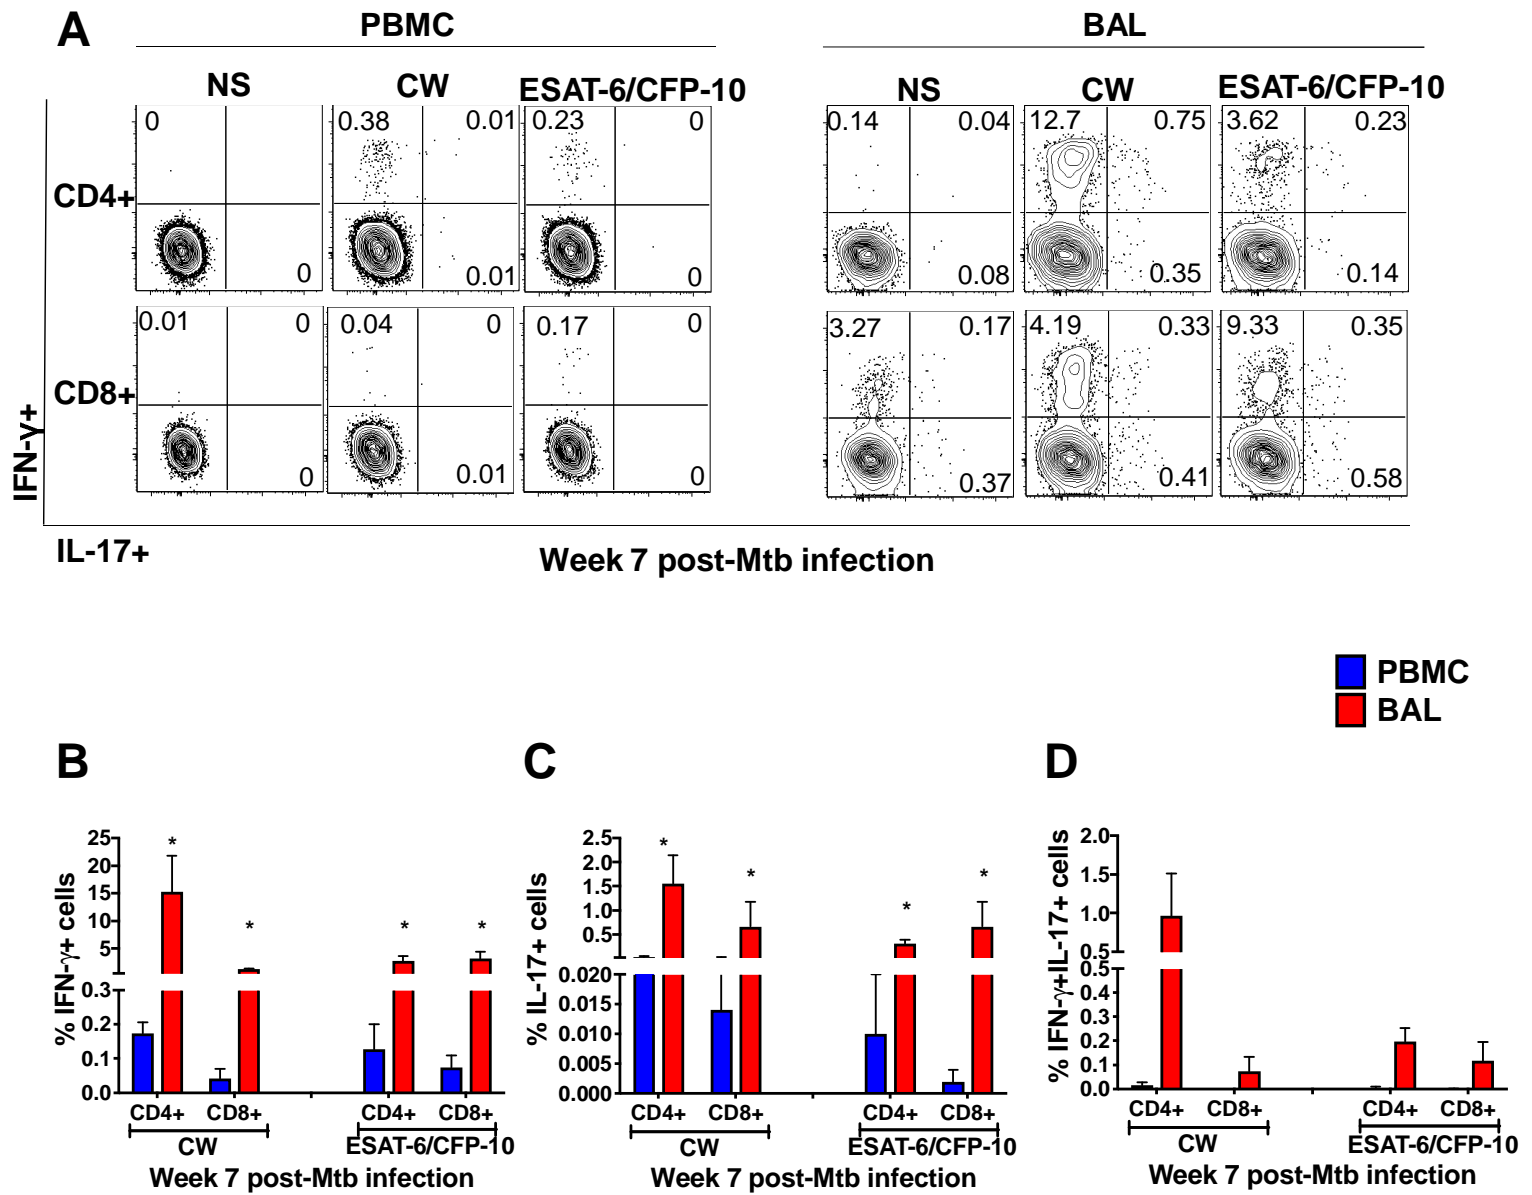 A
PBMC
BAL
NS
CW
ESAT-6/CFP-10
NS
CW
ESAT-6/CFP-10
CD4+
0
0
0.38
0.01
0.23
0
0.01
0
0.14
0.04
12.7
0.75
3.62
0.23
0.08
0.35
0.14
CD8+
0.01
0
0.04
0
0.17
0
0
0.01
0
3.27
0.17
4.19
0.33
9.33
0.35
0.37
0.41
0.58
IFN-γ+
IL-17+
Week 7 post-Mtb infection
PBMC
BAL
B
% IFN-γ+ cells
25
20
15
10
5
0.3
0.2
0.1
0.0
*
*
*
*
CD4+
CD8+
CD4+
CD8+
CW
ESAT-6/CFP-10
Week 7 post-Mtb infection
C
% IL-17+ cells
2.5
2.0
1.5
1.0
0.5
0.020
0.015
0.010
0.005
0.000
*
*
*
*
CD4+
CD8+
CD4+
CD8+
CW
ESAT-6/CFP-10
Week 7 post-Mtb infection
D
% IFN-γ+IL-17+ cells
2.0
1.5
1.0
0.5
0.5
0.4
0.3
0.2
0.1
0.0
CD4+
CD8+
CD4+
CD8+
CW
ESAT-6/CFP-10
Week 7 post-Mtb infection